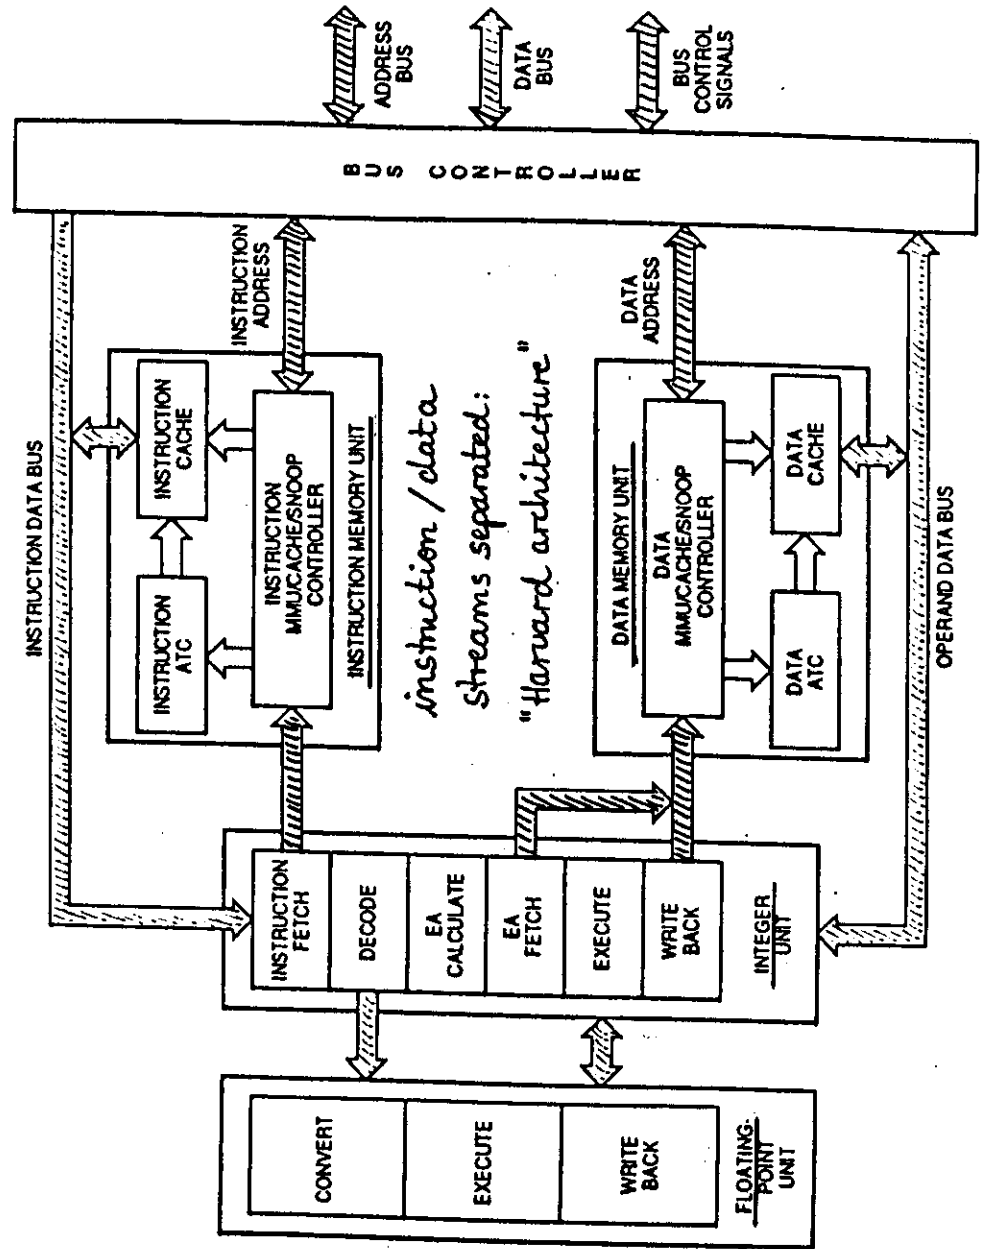 INSTRUCTION DATA BUS
INSTRUCTION
FETCH
DECODE
EA
CALCULATE
EA
FETCH
EXECUTE
WRITE
BACK
INTEGER
UNIT
CONVERT
EXECUTE
WRITE
BACK
FLOATING-
POINT
UNIT
INSTRUCTION
ATC
INSTRUCTION
CACHE
INSTRUCTION
MMU/CACHE/SNOOP
CONTROLLER
INSTRUCTION MEMORY UNIT
instruction/data
streams separated:
"Harvard architecture"
DATA MEMORY UNIT
DATA
MMU/CACHE/SNOOP
CONTROLLER
DATA
ATC
DATA
CACHE
OPERAND DATA BUS
INSTRUCTION
ADDRESS
DATA
ADDRESS
BUS CONTROLLER
ADDRESS
BUS
DATA
BUS
BUS
CONTROL
SIGNALS